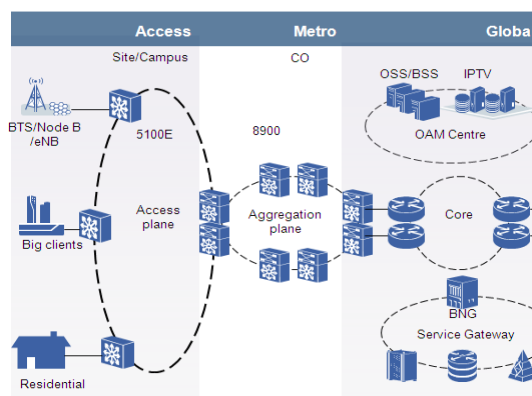 Access
Metro
Globa
Site/Campus
CO
OSS/BSS
IPTV
BTS/Node B
/eNB
5100E
8900
OAM Centre
Access
plane
Aggregation
plane
Core
Big clients
BNG
Service Gateway
Residential